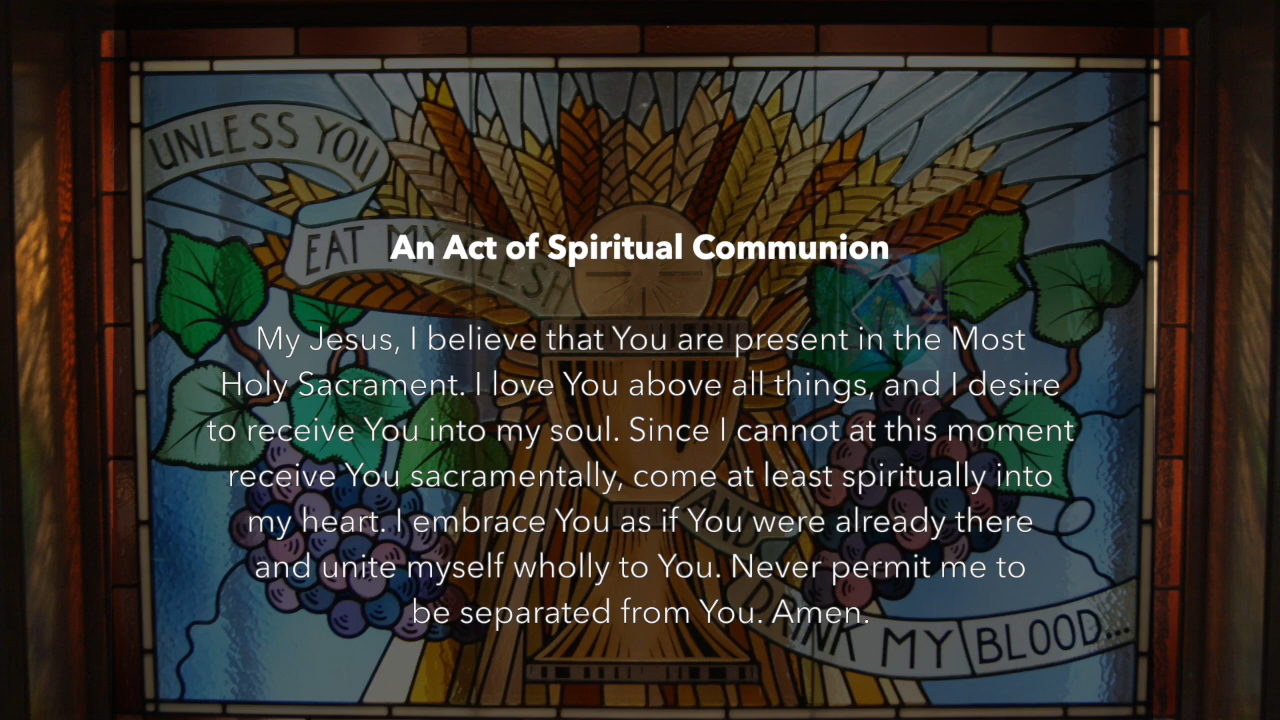 UNLESS YOU
EAT MY FLESH
An Act of Spiritual Communion
My Jesus, I believe that You are present in the Most
Holy Sacrament. I love You above all things, and I desire
to receive You into my soul. Since I cannot at this moment
receive You sacramentally, come at least spiritually into
my heart. I embrace You as if You were already there
and unite myself wholly to You. Never permit me to
be separated from You. Amen.
AND
DRINK MY BLOOD...